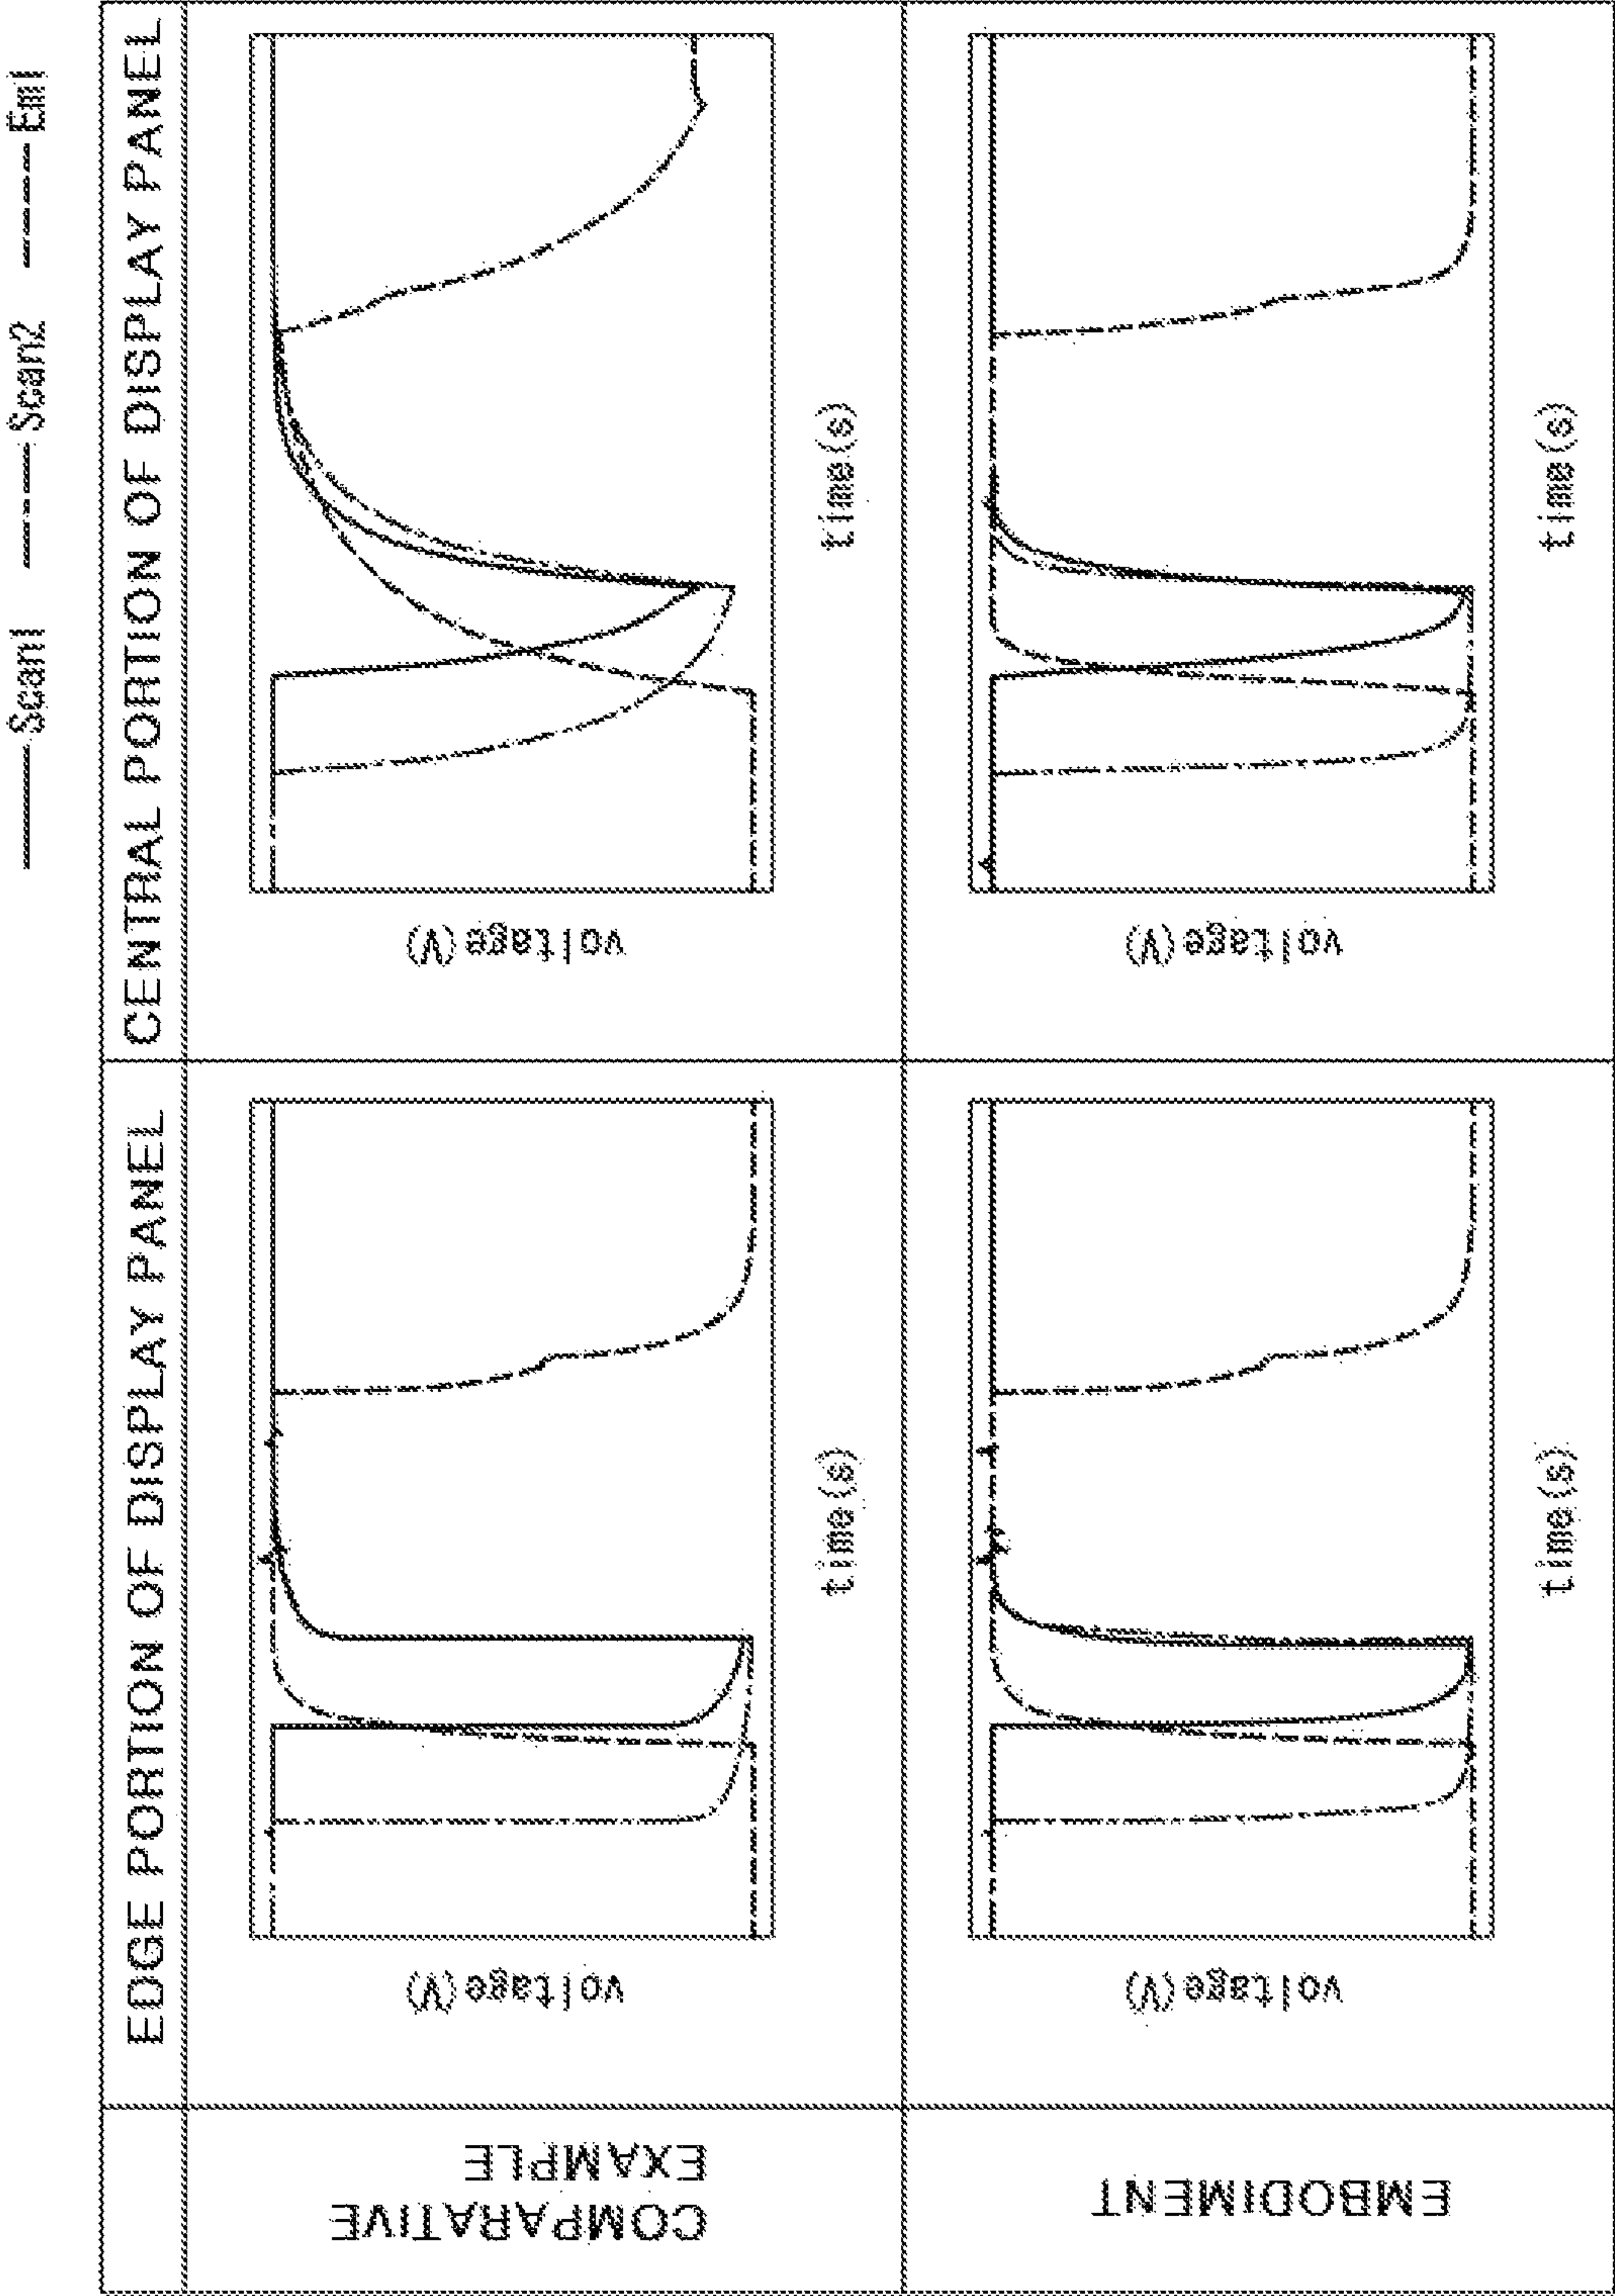 Scan1 Scan2 Em1
EDGE PORTION OF DISPLAY PANEL
CENTRAL PORTION OF DISPLAY PANEL
COMPARATIVE
EXAMPLE
voltage(V)
time(s)
voltage(V)
time(s)
EMBODIMENT
voltage(V)
time(s)
voltage(V)
time(s)